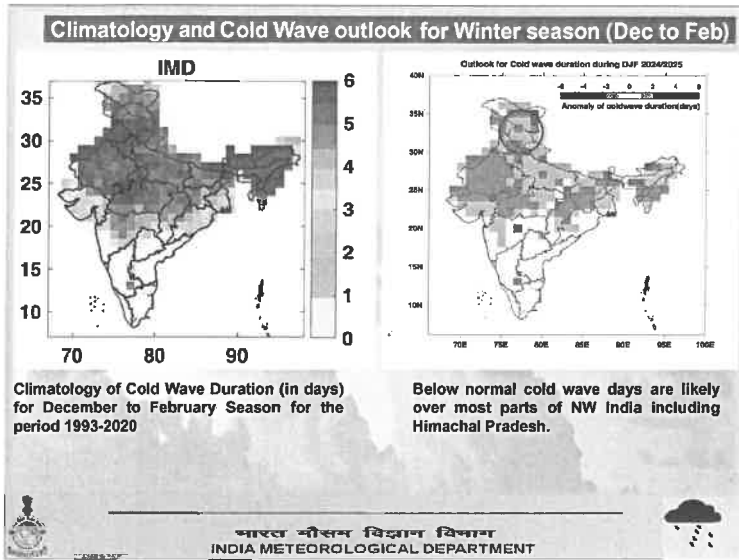 Climatology and Cold Wave outlook for Winter season (Dec to Feb)
IMD
35
30
25
20
15
10
70 80 90
6
5
4
3
2
1
0
Outlook for Cold wave duration during DJF 2024/2025
Anomaly of coldwave duration(days)
40N
35N
30N
25N
20N
15N
10N
70E 75E 80E 85E 90E 95E 100E
Climatology of Cold Wave Duration (in days)
for December to February Season for the
period 1993-2020
Below normal cold wave days are likely
over most parts of NW India including
Himachal Pradesh.
भारत मौसम विज्ञान विभाग
INDIA METEOROLOGICAL DEPARTMENT